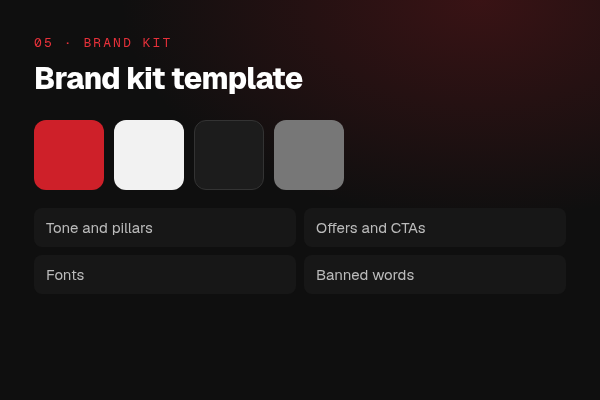 05 · BRAND KIT
Brand kit template
Tone and pillars
Offers and CTAs
Fonts
Banned words